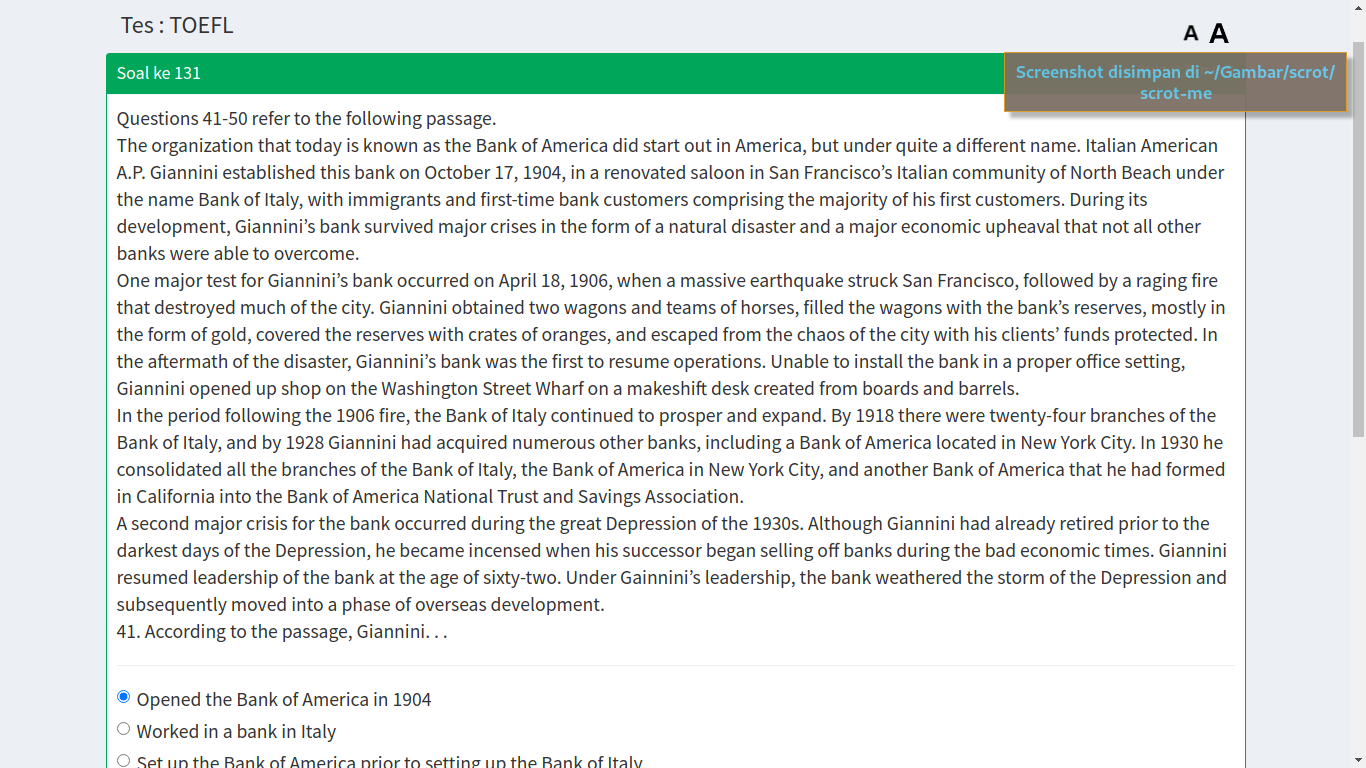 Tes : TOEFL
A A
Soal ke 131
Screenshot disimpan di ~/Gambar/scrot/
scrot-me
Questions 41-50 refer to the following passage.
The organization that today is known as the Bank of America did start out in America, but under quite a different name. Italian American
A.P. Giannini established this bank on October 17, 1904, in a renovated saloon in San Francisco’s Italian community of North Beach under
the name Bank of Italy, with immigrants and first-time bank customers comprising the majority of his first customers. During its
development, Giannini’s bank survived major crises in the form of a natural disaster and a major economic upheaval that not all other
banks were able to overcome.
One major test for Giannini’s bank occurred on April 18, 1906, when a massive earthquake struck San Francisco, followed by a raging fire
that destroyed much of the city. Giannini obtained two wagons and teams of horses, filled the wagons with the bank’s reserves, mostly in
the form of gold, covered the reserves with crates of oranges, and escaped from the chaos of the city with his clients’ funds protected. In
the aftermath of the disaster, Giannini’s bank was the first to resume operations. Unable to install the bank in a proper office setting,
Giannini opened up shop on the Washington Street Wharf on a makeshift desk created from boards and barrels.
In the period following the 1906 fire, the Bank of Italy continued to prosper and expand. By 1918 there were twenty-four branches of the
Bank of Italy, and by 1928 Giannini had acquired numerous other banks, including a Bank of America located in New York City. In 1930 he
consolidated all the branches of the Bank of Italy, the Bank of America in New York City, and another Bank of America that he had formed
in California into the Bank of America National Trust and Savings Association.
A second major crisis for the bank occurred during the great Depression of the 1930s. Although Giannini had already retired prior to the
darkest days of the Depression, he became incensed when his successor began selling off banks during the bad economic times. Giannini
resumed leadership of the bank at the age of sixty-two. Under Gainnini’s leadership, the bank weathered the storm of the Depression and
subsequently moved into a phase of overseas development.
41. According to the passage, Giannini. . .
Opened the Bank of America in 1904
Worked in a bank in Italy
Set up the Bank of America prior to setting up the Bank of Italy